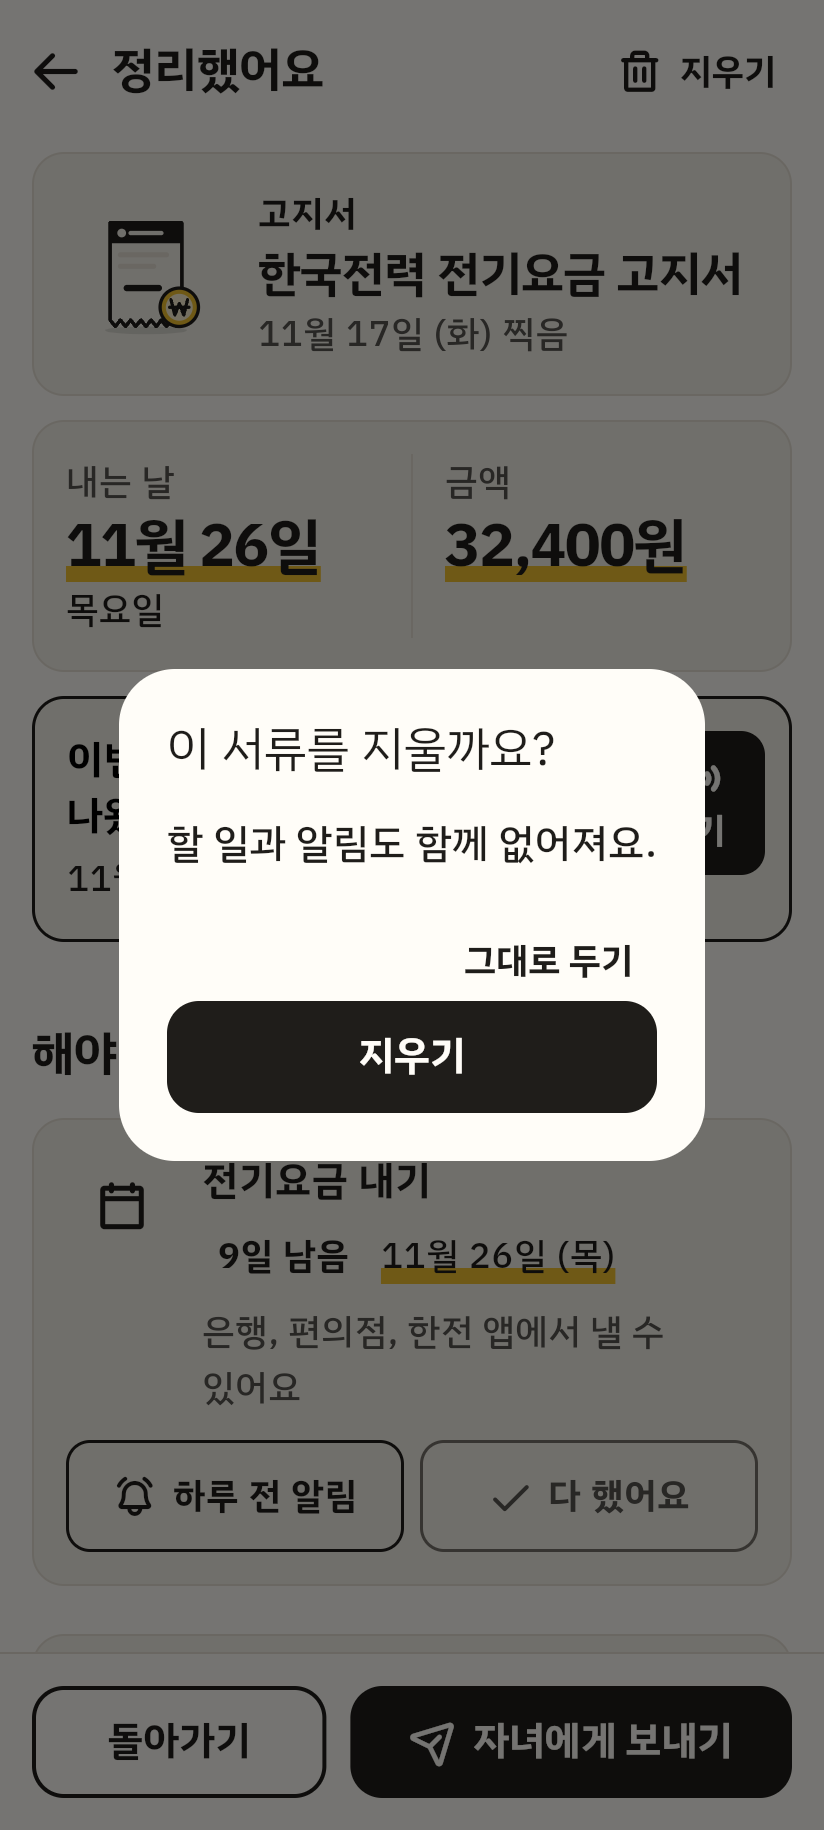 정리했어요
지우기
고지서
한국전력 전기요금 고지서
11월 17일 (화) 찍음
내는 날
11월 26일
목요일
금액
32,400원
이 서류를 지울까요?
할 일과 알림도 함께 없어져요.
그대로 두기
지우기
전기요금 내기
9일 남음 11월 26일 (목)
은행, 편의점, 한전 앱에서 낼 수
있어요
하루 전 알림
다 했어요
돌아가기
자녀에게 보내기